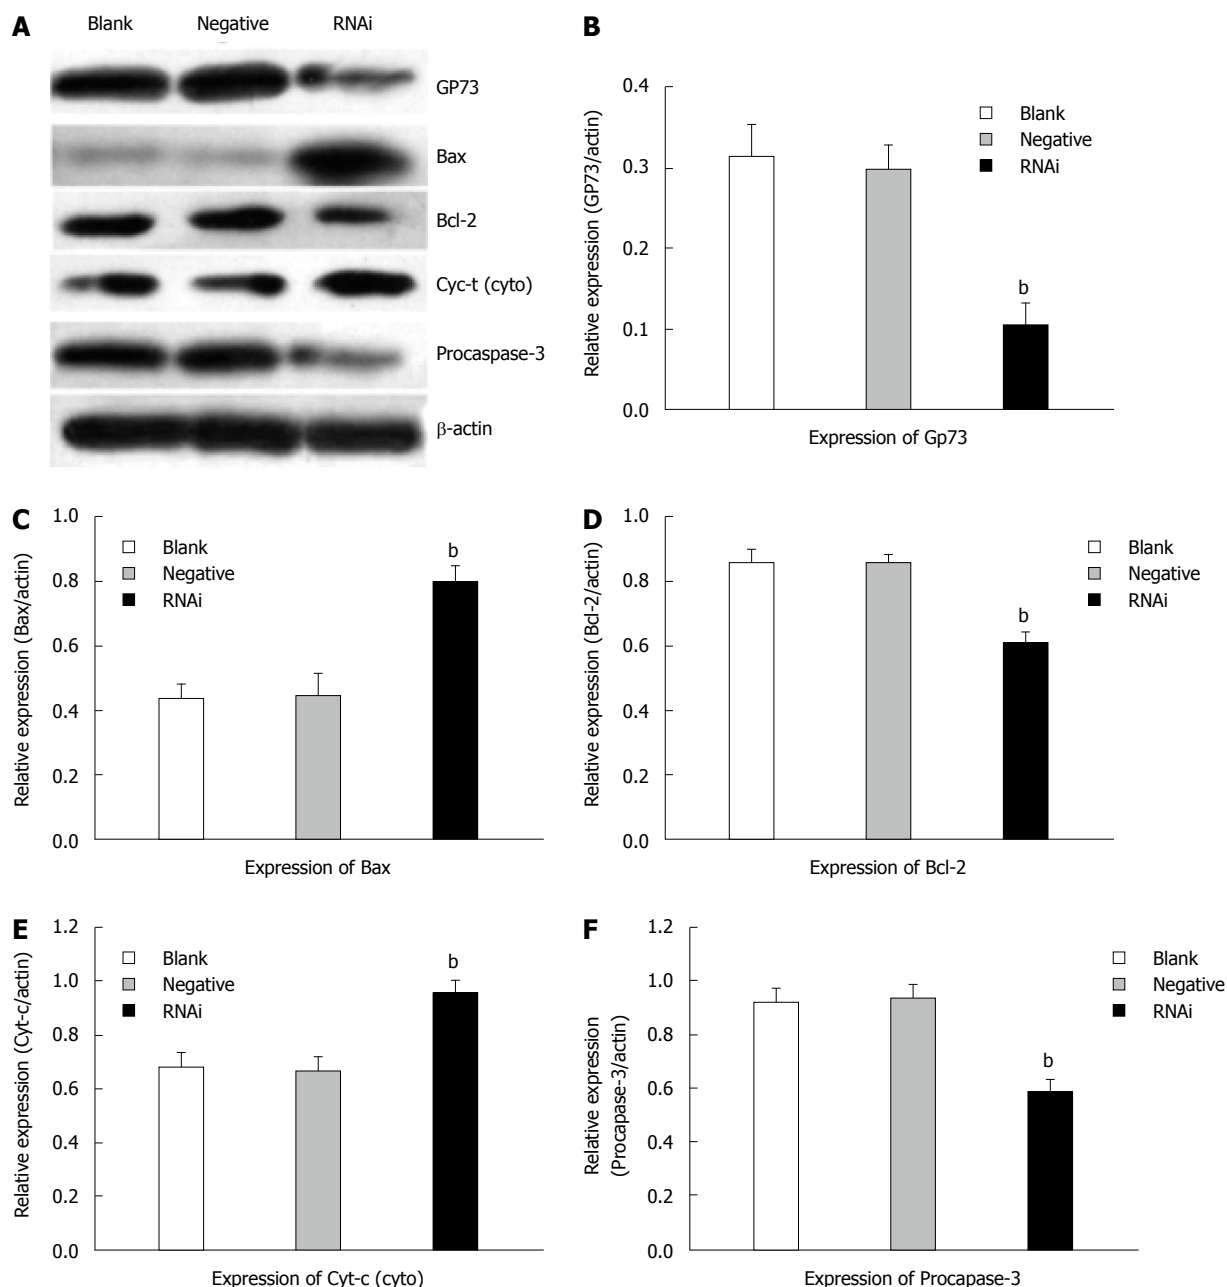 A
Blank Negative RNAi
GP73
Bax
Bcl-2
Cyc-t (cyto)
Procaspase-3
β-actin
B
Relative expression (GP73/actin)
0.4
0.3
0.2
0.1
0.0
Blank
Negative
RNAi
b
Expression of Gp73
C
Relative expression (Bax/actin)
1.0
0.8
0.6
0.4
0.2
0.0
Blank
Negative
RNAi
b
Expression of Bax
D
Relative expression (Bcl-2/actin)
1.0
0.8
0.6
0.4
0.2
0.0
Blank
Negative
RNAi
b
Expression of Bcl-2
E
Relative expression (Cyt-c/actin)
1.2
1.0
0.8
0.6
0.4
0.2
0.0
Blank
Negative
RNAi
b
Expression of Cyt-c (cyto)
F
Relative expression
(Procapase-3/actin)
1.2
1.0
0.8
0.6
0.4
0.2
0.0
Blank
Negative
RNAi
b
Expression of Procapase-3